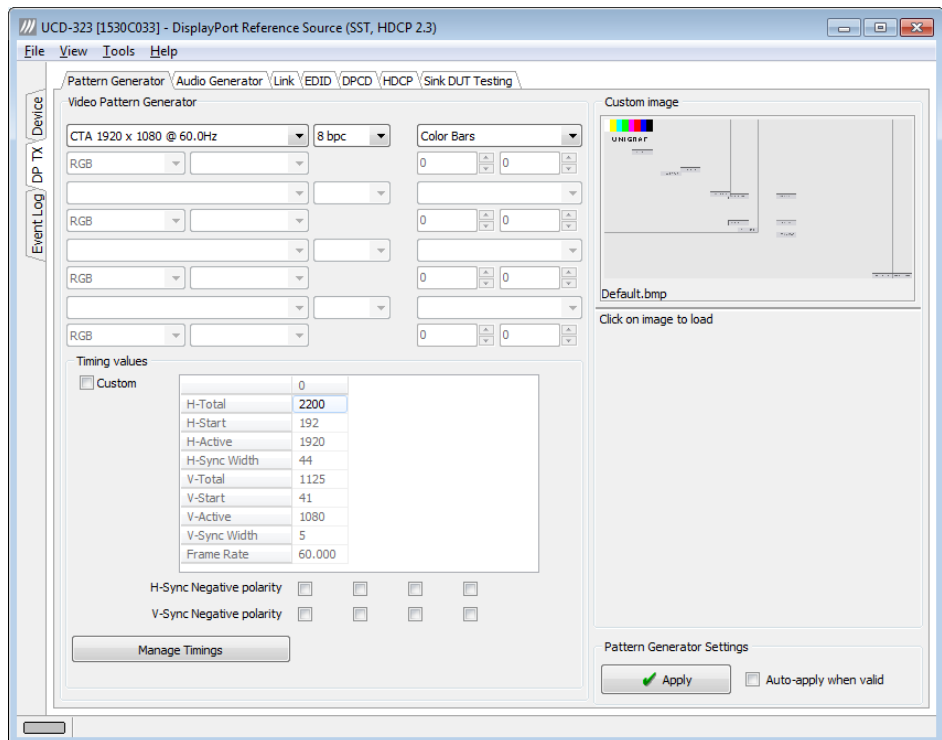 UCD-323 [1530C033] - DisplayPort Reference Source (SST, HDCP 2.3)
File View Tools Help
Pattern Generator Audio Generator Link EDID DPCD HDCP Sink DUT Testing
Device
DP TX
Event Log
Video Pattern Generator
CTA 1920 x 1080 @ 60.0Hz 8 bpc Color Bars
RGB 0 0
RGB 0 0
RGB 0 0
RGB 0 0
Timing values
Custom
0
H-Total 2200
H-Start 192
H-Active 1920
H-Sync Width 44
V-Total 1125
V-Start 41
V-Active 1080
V-Sync Width 5
Frame Rate 60.000
H-Sync Negative polarity
V-Sync Negative polarity
Manage Timings
Custom image
UNIGRAF
Default.bmp
Click on image to load
Pattern Generator Settings
Apply Auto-apply when valid